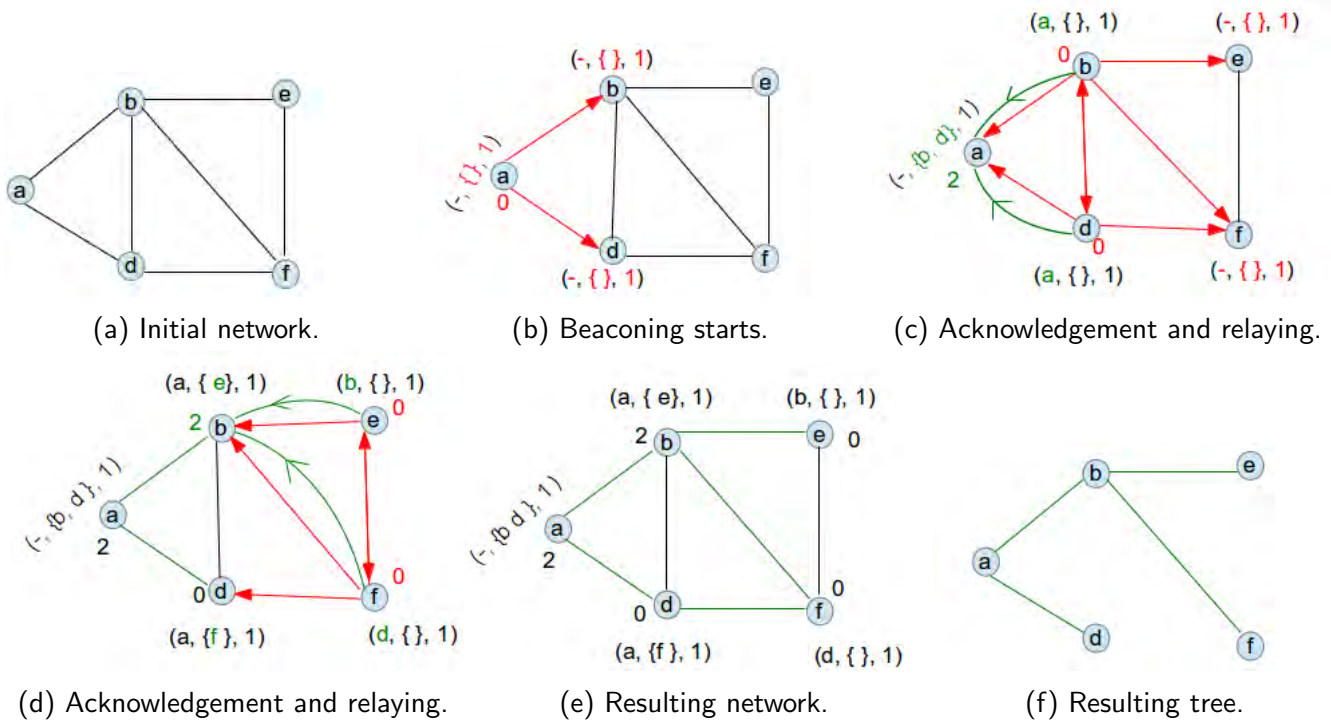 b
e
a
d
f
(a) Initial network.
(-, { }, 1)
b
e
(-, { }, 1)
a
0
d
f
(-, { }, 1)
(b) Beaconing starts.
(a, { }, 1)
(-, { }, 1)
0
b
e
(-, {b, d}, 1)
a
2
d
0
f
(a, { }, 1)
(-, { }, 1)
(c) Acknowledgement and relaying.
(a, { e}, 1)
(b, { }, 1)
2
b
e
0
(-, {b, d }, 1)
a
2
0
d
f
0
(a, {f }, 1)
(d, { }, 1)
(d) Acknowledgement and relaying.
(a, { e}, 1)
(b, { }, 1)
2
b
e
0
(-, {b d }, 1)
a
2
0
d
f
0
(a, {f }, 1)
(d, { }, 1)
(e) Resulting network.
b
e
a
d
f
(f) Resulting tree.